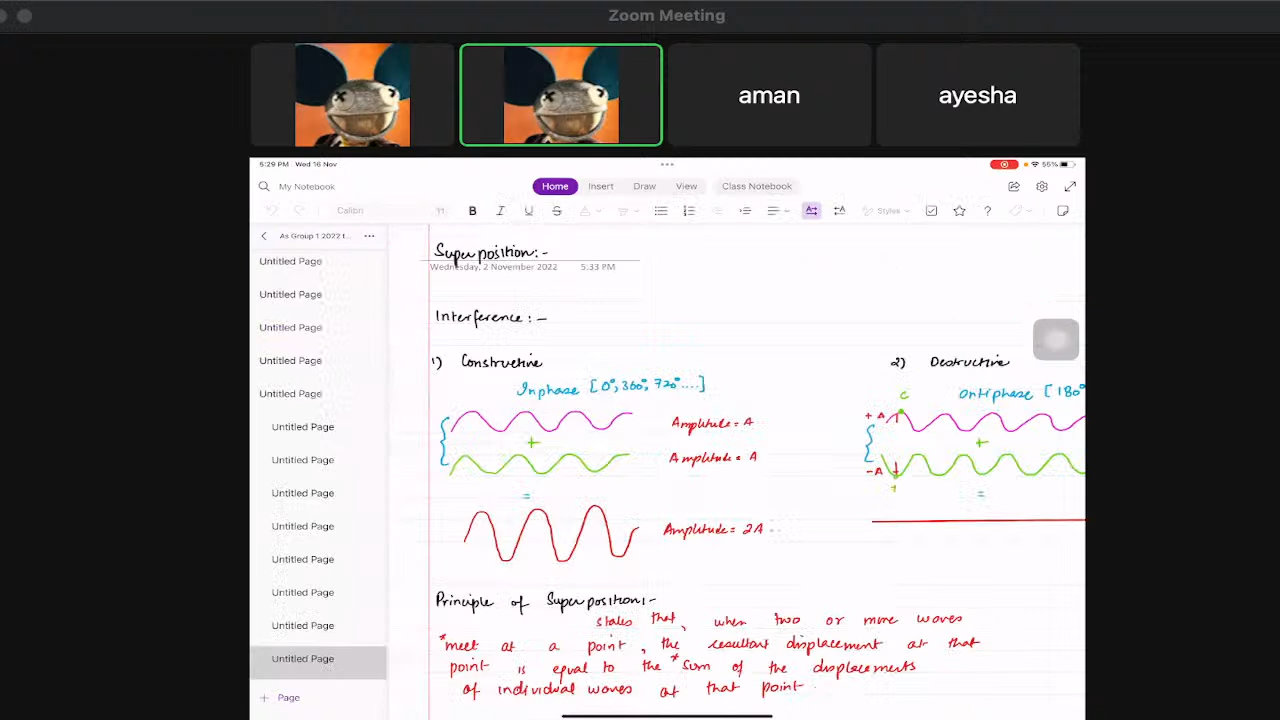 Zoom Meeting
aman
ayesha
5:29 PM Wed 16 Nov
55%
My Notebook
Home
Insert
Draw
View
Class Notebook
Calibri
11
Styles
As Group 1 2022 t...
Untitled Page
Untitled Page
Untitled Page
Untitled Page
Untitled Page
Untitled Page
Untitled Page
Untitled Page
Untitled Page
Untitled Page
Untitled Page
Untitled Page
Untitled Page
+ Page
Superposition:-
Wednesday, 2 November 2022 5:33 PM
Interference:-
1) Constructive
Inphase [0°, 360°, 720°....]
Amplitude = A
+
Amplitude = A
=
Amplitude = 2A
2) Destructive
Antiphase [180°
C
+A
+
-A
=
Principle of Superposition:-
states that, when two or more waves
*meet at a point, the resultant displacement at that
point is equal to the *sum of the displacements
of individual waves at that point.